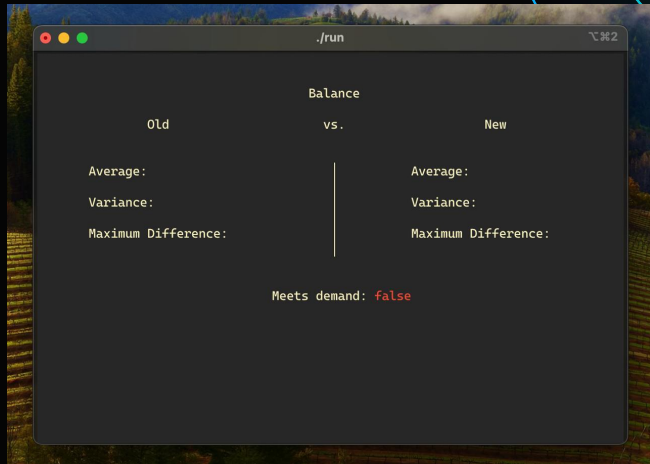 ./run
⌥⌘2
Balance
Old vs. New
Average: Average:
Variance: Variance:
Maximum Difference: Maximum Difference:
Meets demand: false